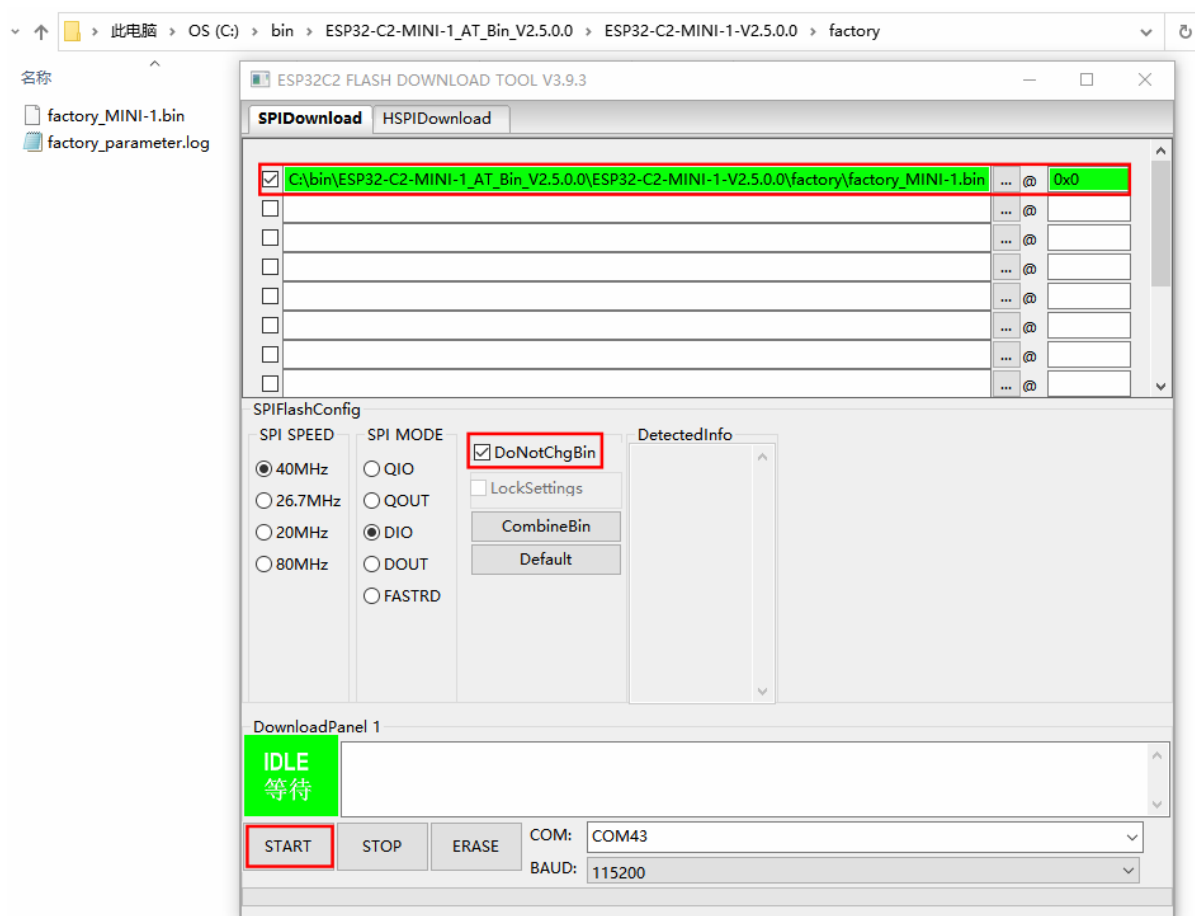 此电脑 › OS (C:) › bin › ESP32-C2-MINI-1_AT_Bin_V2.5.0.0 › ESP32-C2-MINI-1-V2.5.0.0 › factory
名称
factory_MINI-1.bin
factory_parameter.log
ESP32C2 FLASH DOWNLOAD TOOL V3.9.3
SPIDownload HSPIDownload
C:\bin\ESP32-C2-MINI-1_AT_Bin_V2.5.0.0\ESP32-C2-MINI-1-V2.5.0.0\factory\factory_MINI-1.bin ... @ 0x0
... @
... @
... @
... @
... @
... @
... @
SPIFlashConfig
SPI SPEED
40MHz
26.7MHz
20MHz
80MHz
SPI MODE
QIO
QOUT
DIO
DOUT
FASTRD
DoNotChgBin
LockSettings
CombineBin
Default
DetectedInfo
DownloadPanel 1
IDLE
等待
START STOP ERASE
COM: COM43
BAUD: 115200